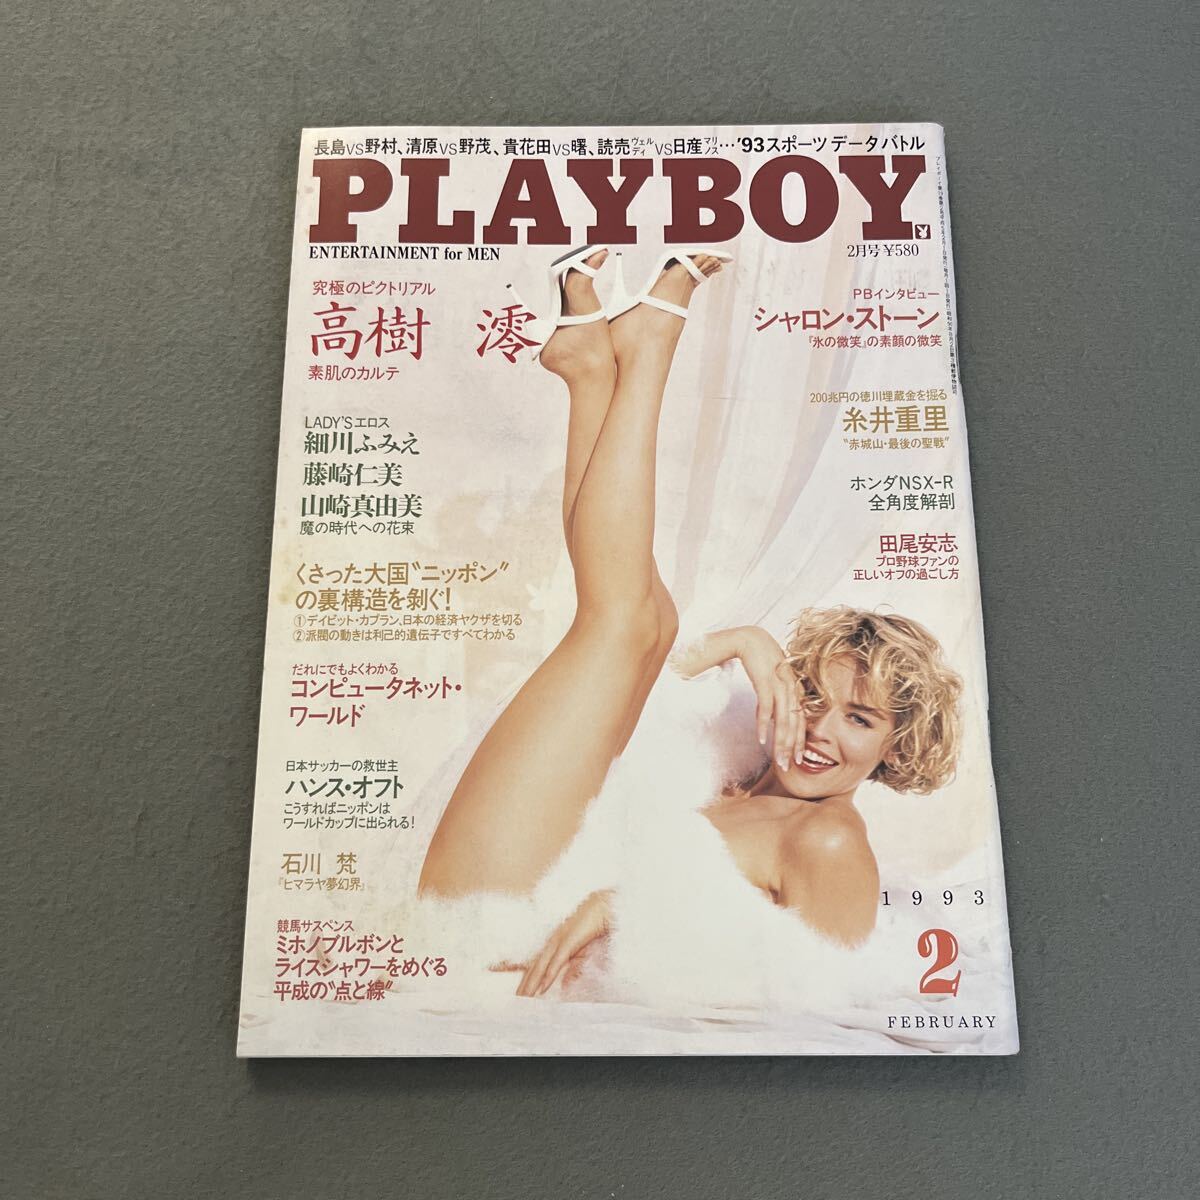 長島VS野村、清原VS野茂、貴花田VS曙、読売ヴェルディVS日産マリノス…'93スポーツデータバトル
PLAYBOY
ENTERTAINMENT for MEN
2月号¥580
究極のピクトリアル
高樹 澪
素肌のカルテ
LADY'Sエロス
細川ふみえ
藤崎仁美
山崎真由美
魔の時代への花束
くさった大国"ニッポン"
の裏構造を剝ぐ!
①デイビット・カプラン、日本の経済ヤクザを切る
②派閥の動きは利己的遺伝子ですべてわかる
だれにでもよくわかる
コンピュータネット・
ワールド
日本サッカーの救世主
ハンス・オフト
こうすればニッポンは
ワールドカップに出られる!
石川 梵
『ヒマラヤ夢幻界』
競馬サスペンス
ミホノブルボンと
ライスシャワーをめぐる
平成の"点と線"
PBインタビュー
シャロン・ストーン
『氷の微笑』の素顔の微笑
200兆円の徳川埋蔵金を掘る
糸井重里
"赤城山・最後の聖戦"
ホンダNSX-R
全角度解剖
田尾安志
プロ野球ファンの
正しいオフの過ごし方
1993
2
FEBRUARY